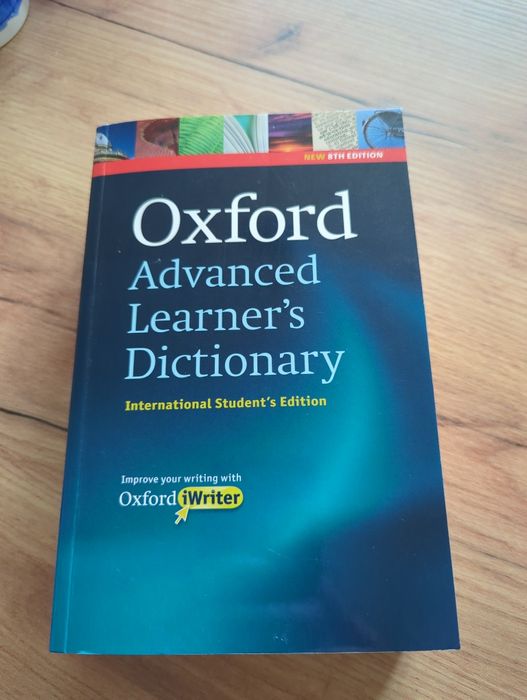 NEW 8TH EDITION
Oxford
Advanced
Learner's
Dictionary
International Student's Edition
Improve your writing with
Oxford iWriter